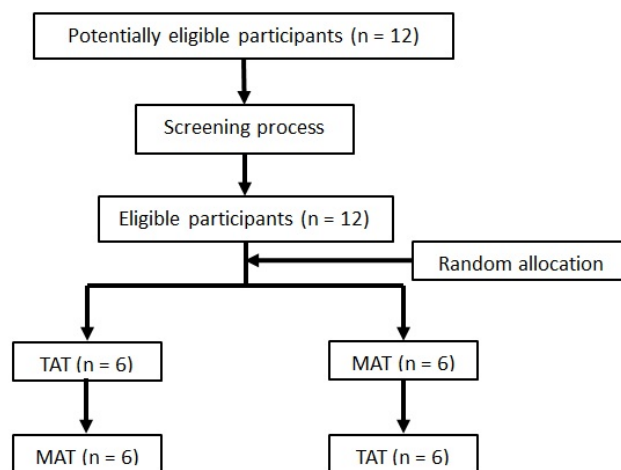 Potentially eligible participants (n = 12)
Screening process
Eligible participants (n = 12)
Random allocation
TAT (n = 6)
MAT (n = 6)
MAT (n = 6)
TAT (n = 6)